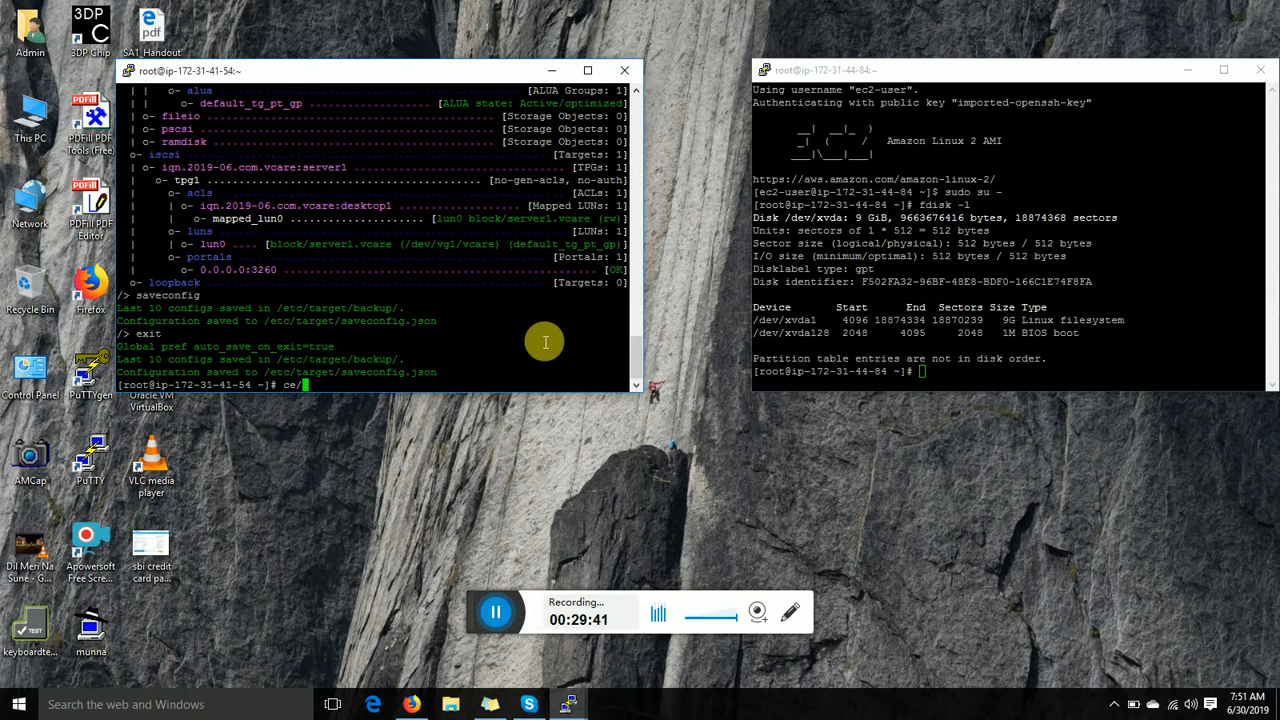 Admin
3DP Chip
SA1_Handout
This PC
PDFill PDF
Tools (Free)
Network
PDFill PDF
Editor
Recycle Bin
Firefox
Control Panel
PuTTYgen
Oracle VM
VirtualBox
AMCap
PuTTY
VLC media
player
Dil Meri Na
Sune - G...
Apowersoft
Free Scre...
sbi credit
card pa...
keyboardte...
munna
root@ip-172-31-41-54:~
| | o- alua ................................................ [ALUA Groups: 1]
| | o- default_tg_pt_gp .................. [ALUA state: Active/optimized]
| o- fileio ........................................... [Storage Objects: 0]
| o- pscsi ............................................ [Storage Objects: 0]
| o- ramdisk .......................................... [Storage Objects: 0]
o- iscsi ...................................................... [Targets: 1]
| o- iqn.2019-06.com.vcare:server1 ............................... [TPGs: 1]
| o- tpg1 ......................................... [no-gen-acls, no-auth]
| o- acls .................................................... [ACLs: 1]
| | o- iqn.2019-06.com.vcare:desktop1 .................. [Mapped LUNs: 1]
| | o- mapped_lun0 ..................... [lun0 block/server1.vcare (rw)]
| o- luns .................................................... [LUNs: 1]
| | o- lun0 .... [block/server1.vcare (/dev/vg1/vcare) (default_tg_pt_gp)]
| o- portals .............................................. [Portals: 1]
| o- 0.0.0.0:3260 .............................................. [OK]
o- loopback ................................................... [Targets: 0]
/> saveconfig
Last 10 configs saved in /etc/target/backup/.
Configuration saved to /etc/target/saveconfig.json
/> exit
Global pref auto_save_on_exit=true
Last 10 configs saved in /etc/target/backup/.
Configuration saved to /etc/target/saveconfig.json
[root@ip-172-31-41-54 ~]# ce/
root@ip-172-31-44-84:~
Using username "ec2-user".
Authenticating with public key "imported-openssh-key"
__| __|_ )
_| ( / Amazon Linux 2 AMI
___|\___|___|
https://aws.amazon.com/amazon-linux-2/
[ec2-user@ip-172-31-44-84 ~]$ sudo su -
[root@ip-172-31-44-84 ~]# fdisk -l
Disk /dev/xvda: 9 GiB, 9663676416 bytes, 18874368 sectors
Units: sectors of 1 * 512 = 512 bytes
Sector size (logical/physical): 512 bytes / 512 bytes
I/O size (minimum/optimal): 512 bytes / 512 bytes
Disklabel type: gpt
Disk identifier: F502FA32-96BF-48E8-BDF0-166C1E74F8FA
Device Start End Sectors Size Type
/dev/xvda1 4096 18874334 18870239 9G Linux filesystem
/dev/xvda128 2048 4095 2048 1M BIOS boot
Partition table entries are not in disk order.
[root@ip-172-31-44-84 ~]#
Recording...
00:29:41
Search the web and Windows
7:51 AM
6/30/2019